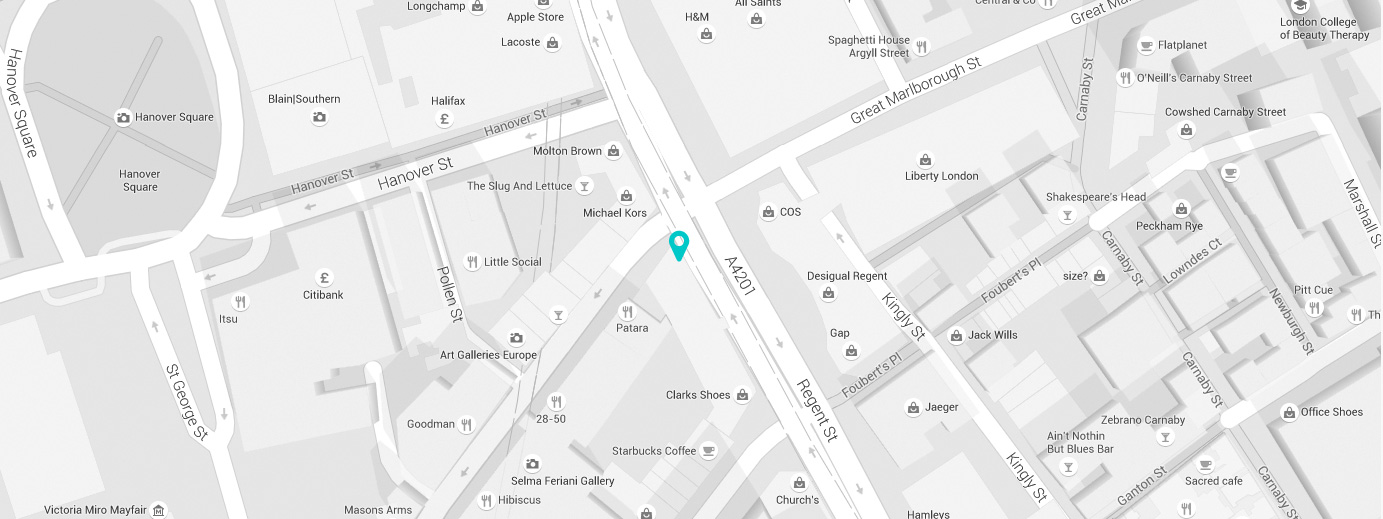 Longchamp
Apple Store
Lacoste
H&M
All Saints
Central & Co
Spaghetti House
Argyll Street
Great Marlborough St
Flatplanet
O'Neill's Carnaby Street
London College
of Beauty Therapy
Cowshed Carnaby Street
Carnaby St
Hanover Square
Hanover Square
Hanover
Square
Blain|Southern
Halifax
£
Hanover St
Hanover St
Hanover St
Molton Brown
The Slug And Lettuce
Michael Kors
COS
Liberty London
Shakespeare's Head
Peckham Rye
Marshall St
Little Social
£
Citibank
Itsu
Pollen St
Patara
Art Galleries Europe
A4201
Desigual Regent
Gap
Kingly St
Foubert's Pl
size?
Carnaby St
Lowndes Ct
Newburgh St
Pitt Cue
Th
Jack Wills
Foubert's Pl
St George St
Goodman
28-50
Clarks Shoes
Regent St
Jaeger
Carnaby St
Zebrano Carnaby
Office Shoes
Ain't Nothin
But Blues Bar
Starbucks Coffee
Selma Feriani Gallery
Hibiscus
Church's
Kingly St
Ganton St
Sacred cafe
Carnaby St
Victoria Miro Mayfair
Masons Arms
Hamleys